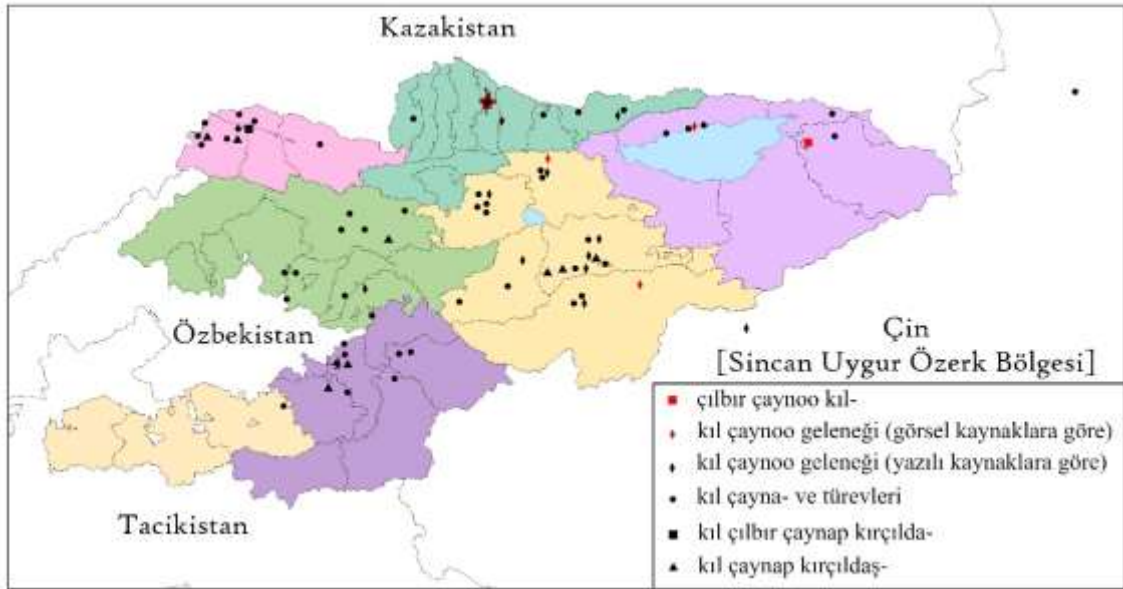 Kazakistan
Özbekistan
Çin
[Sincan Uygur Özerk Bölgesi]
Tacikistan
çılbır çaynoo kıl-
kıl çaynoo geleneği (görsel kaynaklara göre)
kıl çaynoo geleneği (yazılı kaynaklara göre)
kıl çayna- ve türevleri
kıl çılbır çaynap kırçılda-
kıl çaynap kırçıldaş-